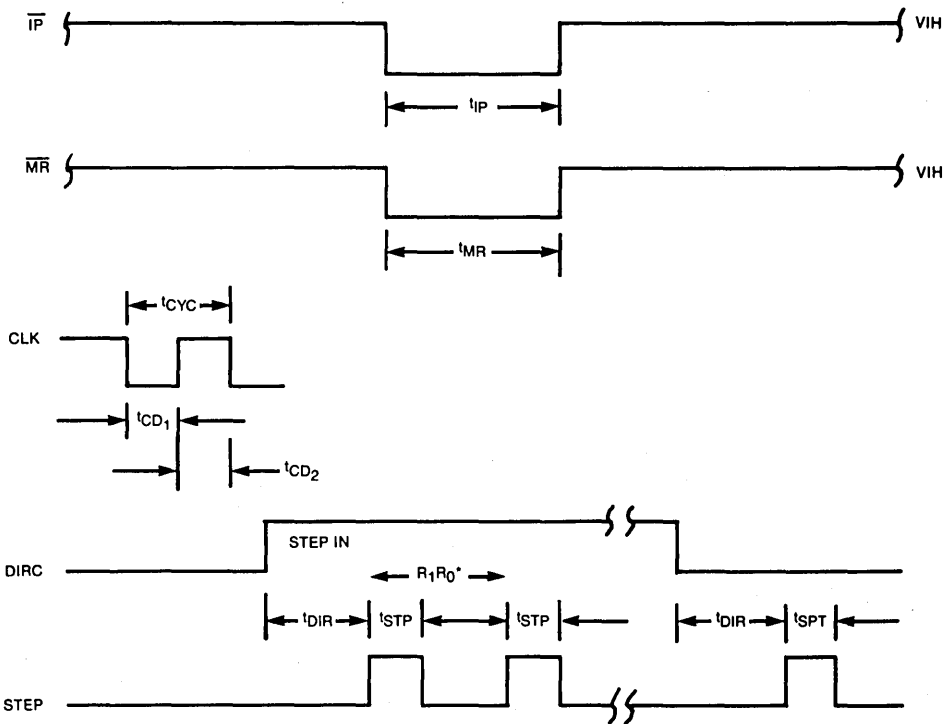 IP VIH
tIP
MR VIH
tMR
tCYC
CLK
tCD1
tCD2
STEP IN
DIRC
R1R0*
tDIR tSTP tSTP tDIR tSPT
STEP